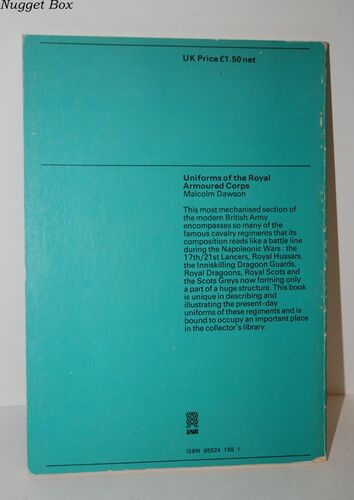 Nugget Box
UK Price £1.50 net
Uniforms of the Royal
Armoured Corps
Malcolm Dawson
This most mechanised section of
the modern British Army
encompasses so many of the
famous cavalry regiments that its
composition reads like a battle line
during the Napoleonic Wars : the
17th/21st Lancers, Royal Hussars,
the Inniskilling Dragoon Guards,
Royal Dragoons, Royal Scots and
the Scots Greys now forming only
a part of a huge structure. This book
is unique in describing and
illustrating the present-day
uniforms of these regiments and is
bound to occupy an important place
in the collector's library.
ALMARK
ISBN 85524 169 1